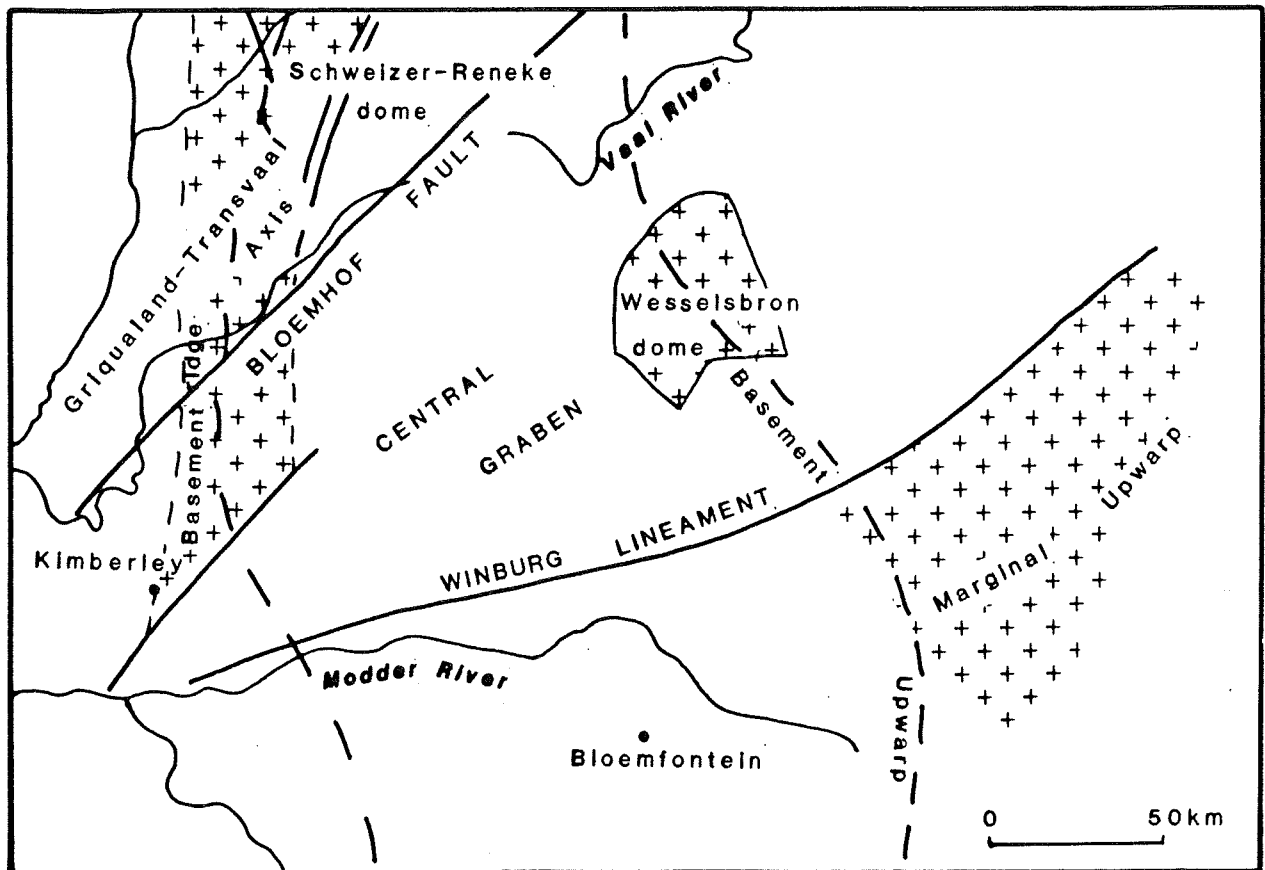 Schweizer-Reneke
dome
Vaal River
BLOEMHOF FAULT
Griqualand-Transvaal
Axis
Wesselsbron
dome
Basement
Basement Idge
CENTRAL
GRABEN
Upwarp
Marginal
WINBURG LINEAMENT
Kimberley
Modder River
Upwarp
Bloemfontein
0 50km